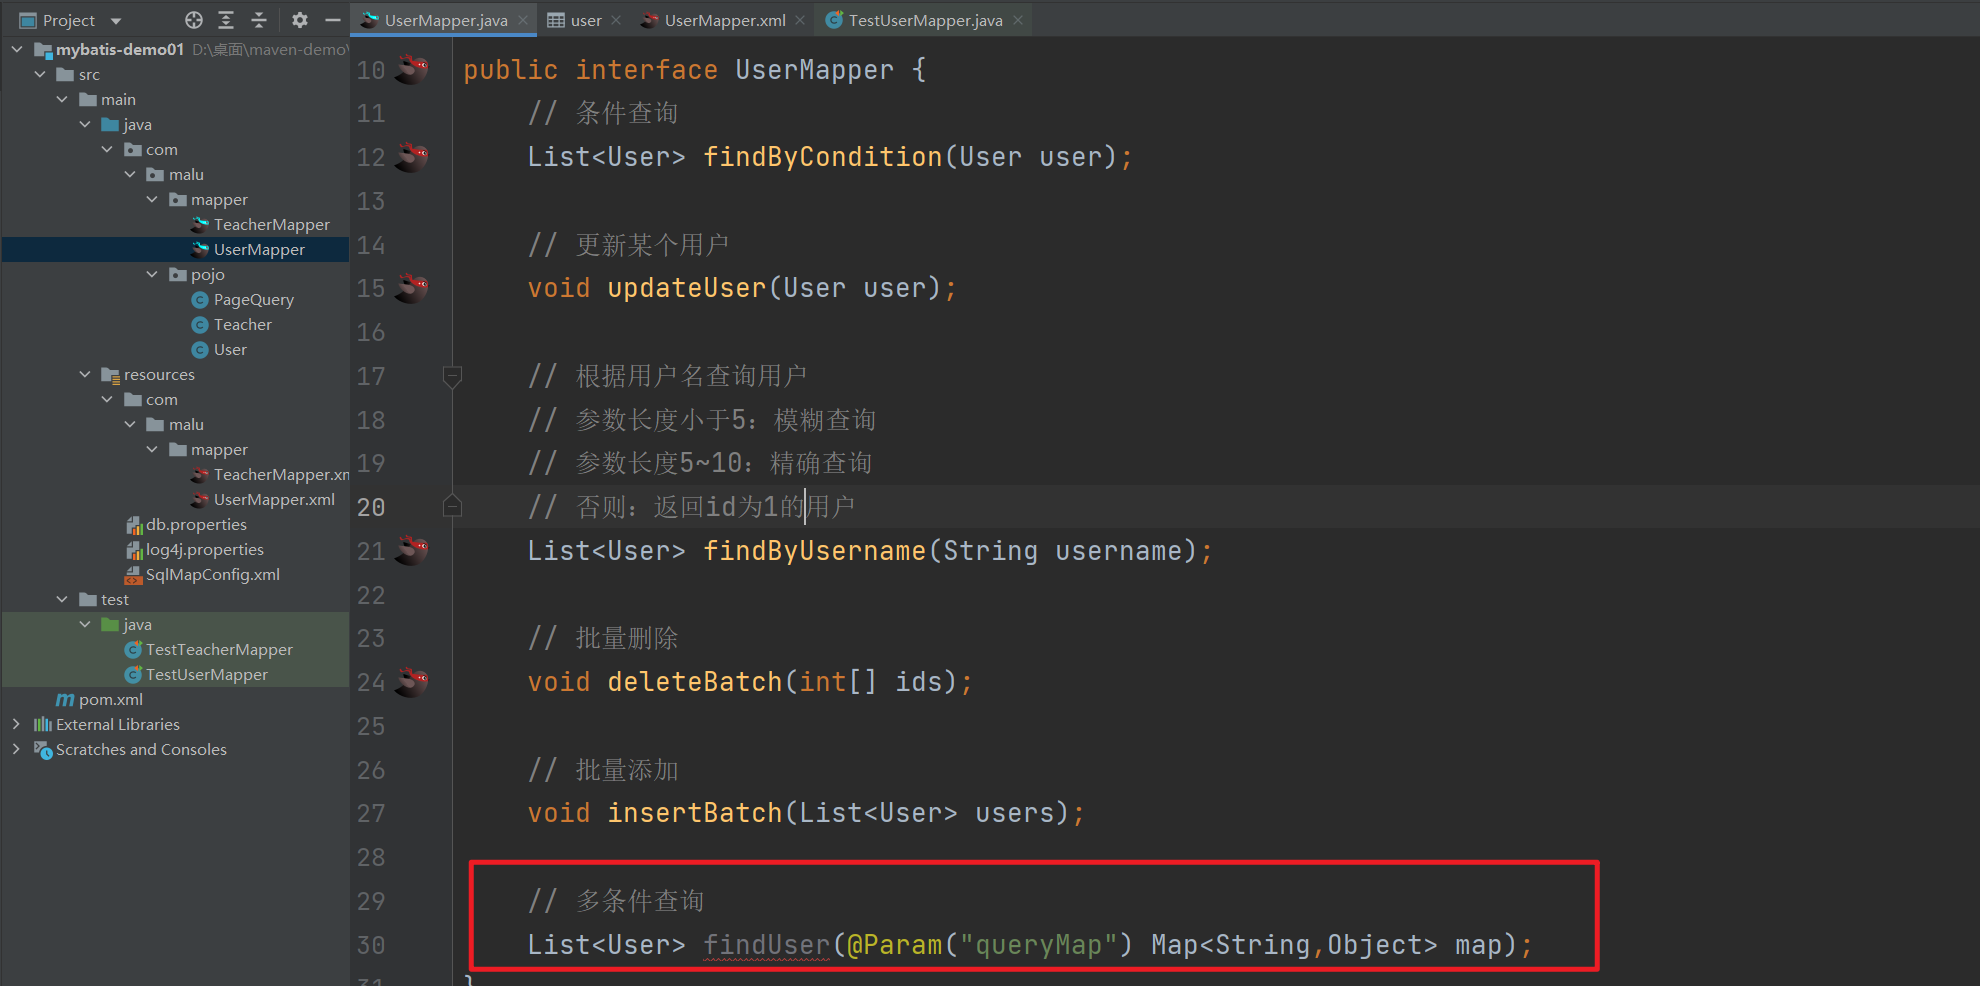 Project
UserMapper.java
user
UserMapper.xml
TestUserMapper.java
mybatis-demo01 D:\桌面\maven-demo\
src
main
java
com
malu
mapper
TeacherMapper
UserMapper
pojo
PageQuery
Teacher
User
resources
com
malu
mapper
TeacherMapper.xm
UserMapper.xml
db.properties
log4j.properties
SqlMapConfig.xml
test
java
TestTeacherMapper
TestUserMapper
pom.xml
External Libraries
Scratches and Consoles
10 public interface UserMapper {
11 // 条件查询
12 List<User> findByCondition(User user);
13
14 // 更新某个用户
15 void updateUser(User user);
16
17 // 根据用户名查询用户
18 // 参数长度小于5：模糊查询
19 // 参数长度5~10：精确查询
20 // 否则：返回id为1的用户
21 List<User> findByUsername(String username);
22
23 // 批量删除
24 void deleteBatch(int[] ids);
25
26 // 批量添加
27 void insertBatch(List<User> users);
28
29 // 多条件查询
30 List<User> findUser(@Param("queryMap") Map<String,Object> map);
31 }